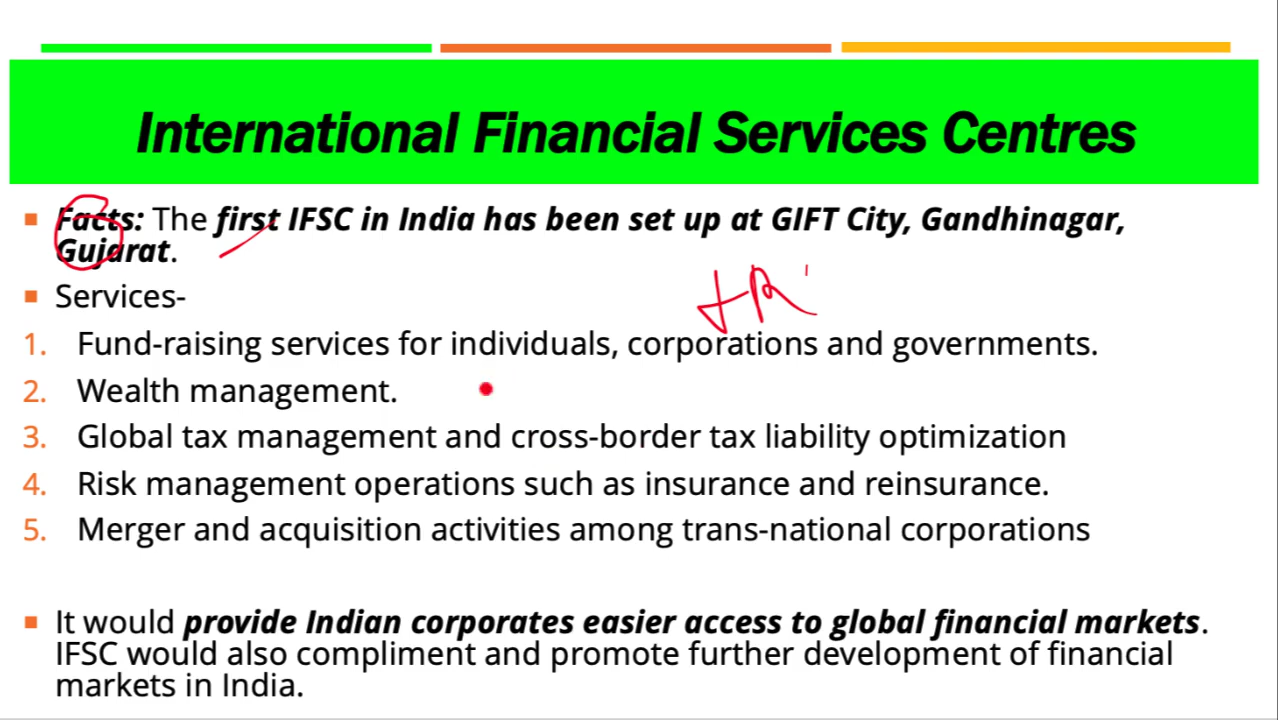 International Financial Services Centres
Facts: The first IFSC in India has been set up at GIFT City, Gandhinagar,
Gujarat.
Services-
1. Fund-raising services for individuals, corporations and governments.
2. Wealth management.
3. Global tax management and cross-border tax liability optimization
4. Risk management operations such as insurance and reinsurance.
5. Merger and acquisition activities among trans-national corporations
It would provide Indian corporates easier access to global financial markets.
IFSC would also compliment and promote further development of financial
markets in India.